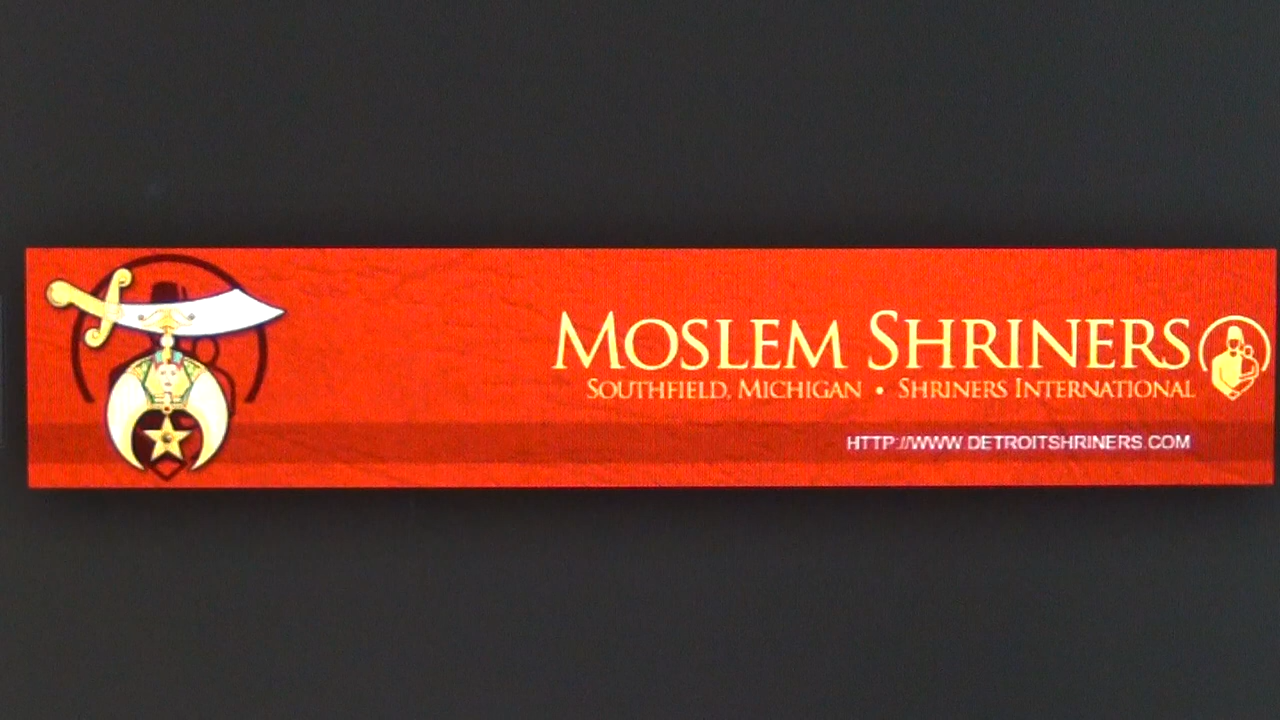 MOSLEM SHRINERS
SOUTHFIELD, MICHIGAN • SHRINERS INTERNATIONAL
HTTP://WWW.DETROITSHRINERS.COM